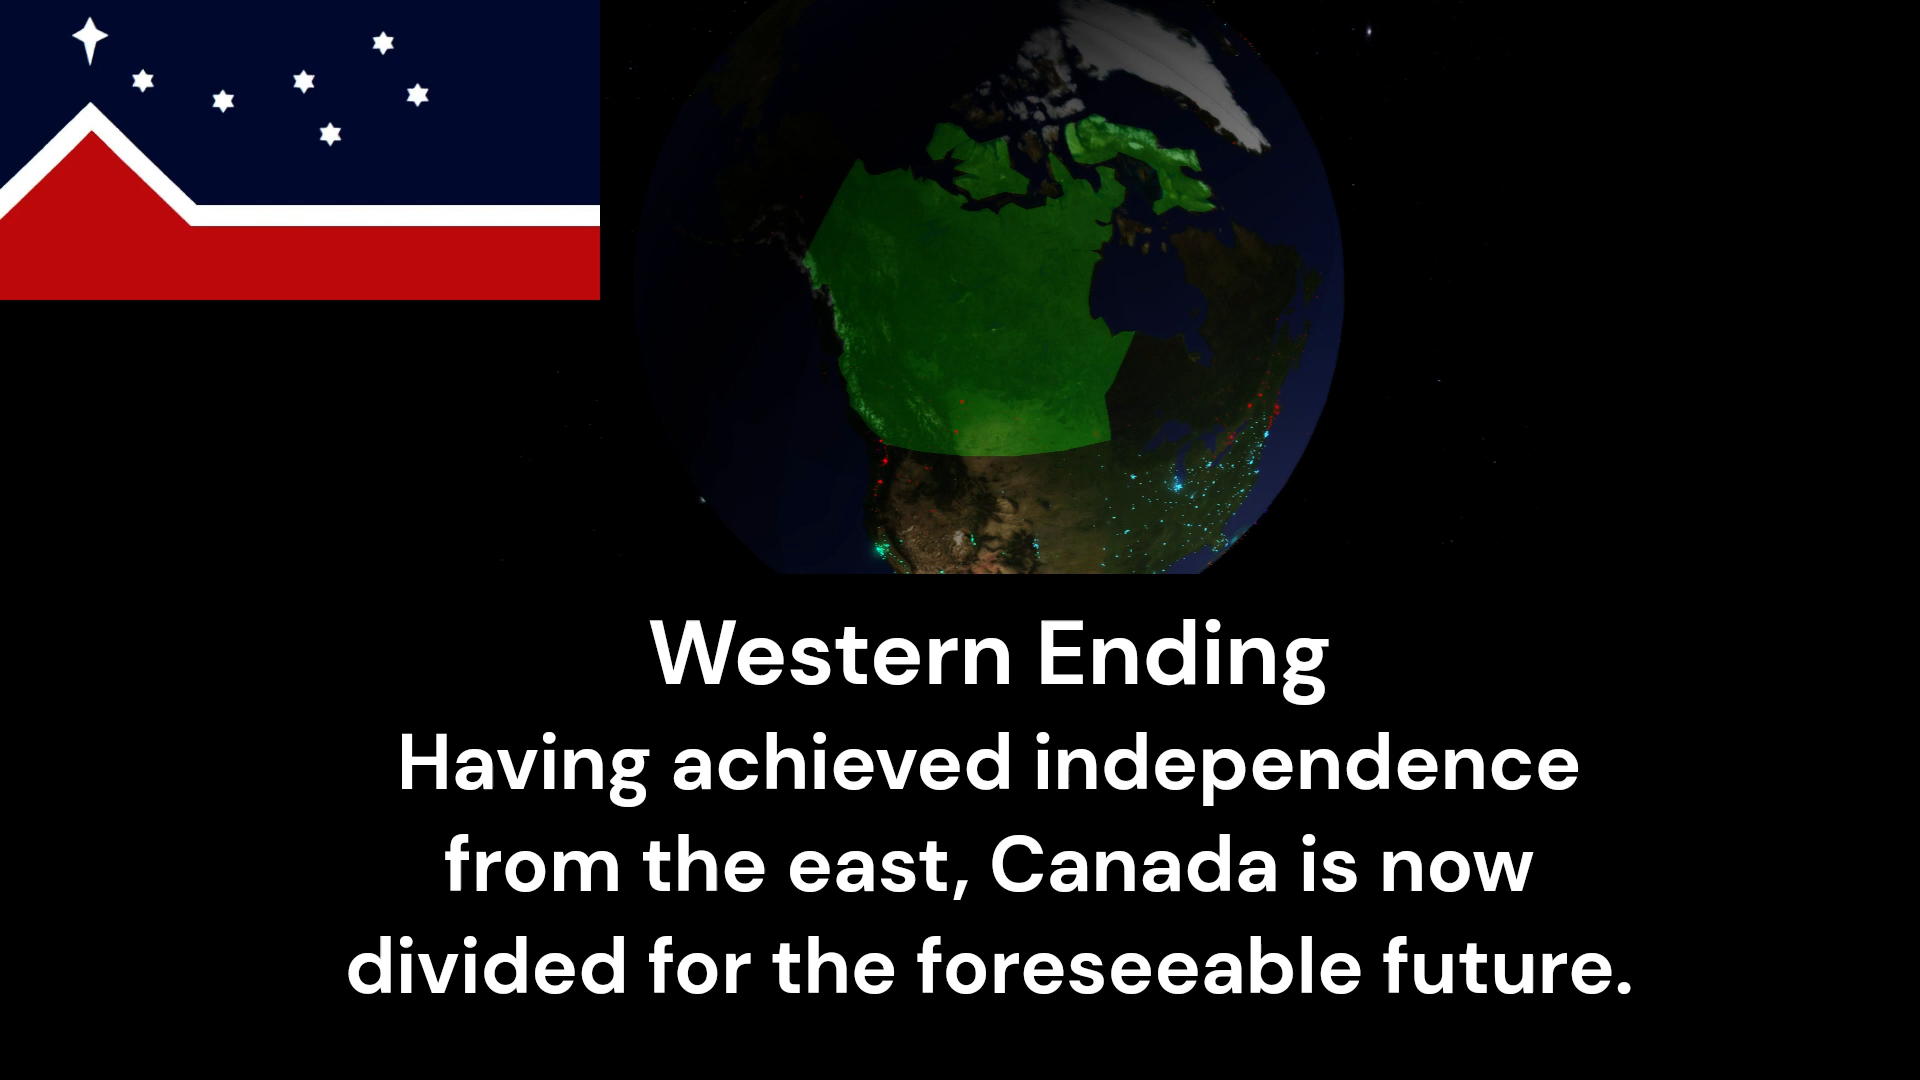 Western Ending
Having achieved independence
from the east, Canada is now
divided for the foreseeable future.